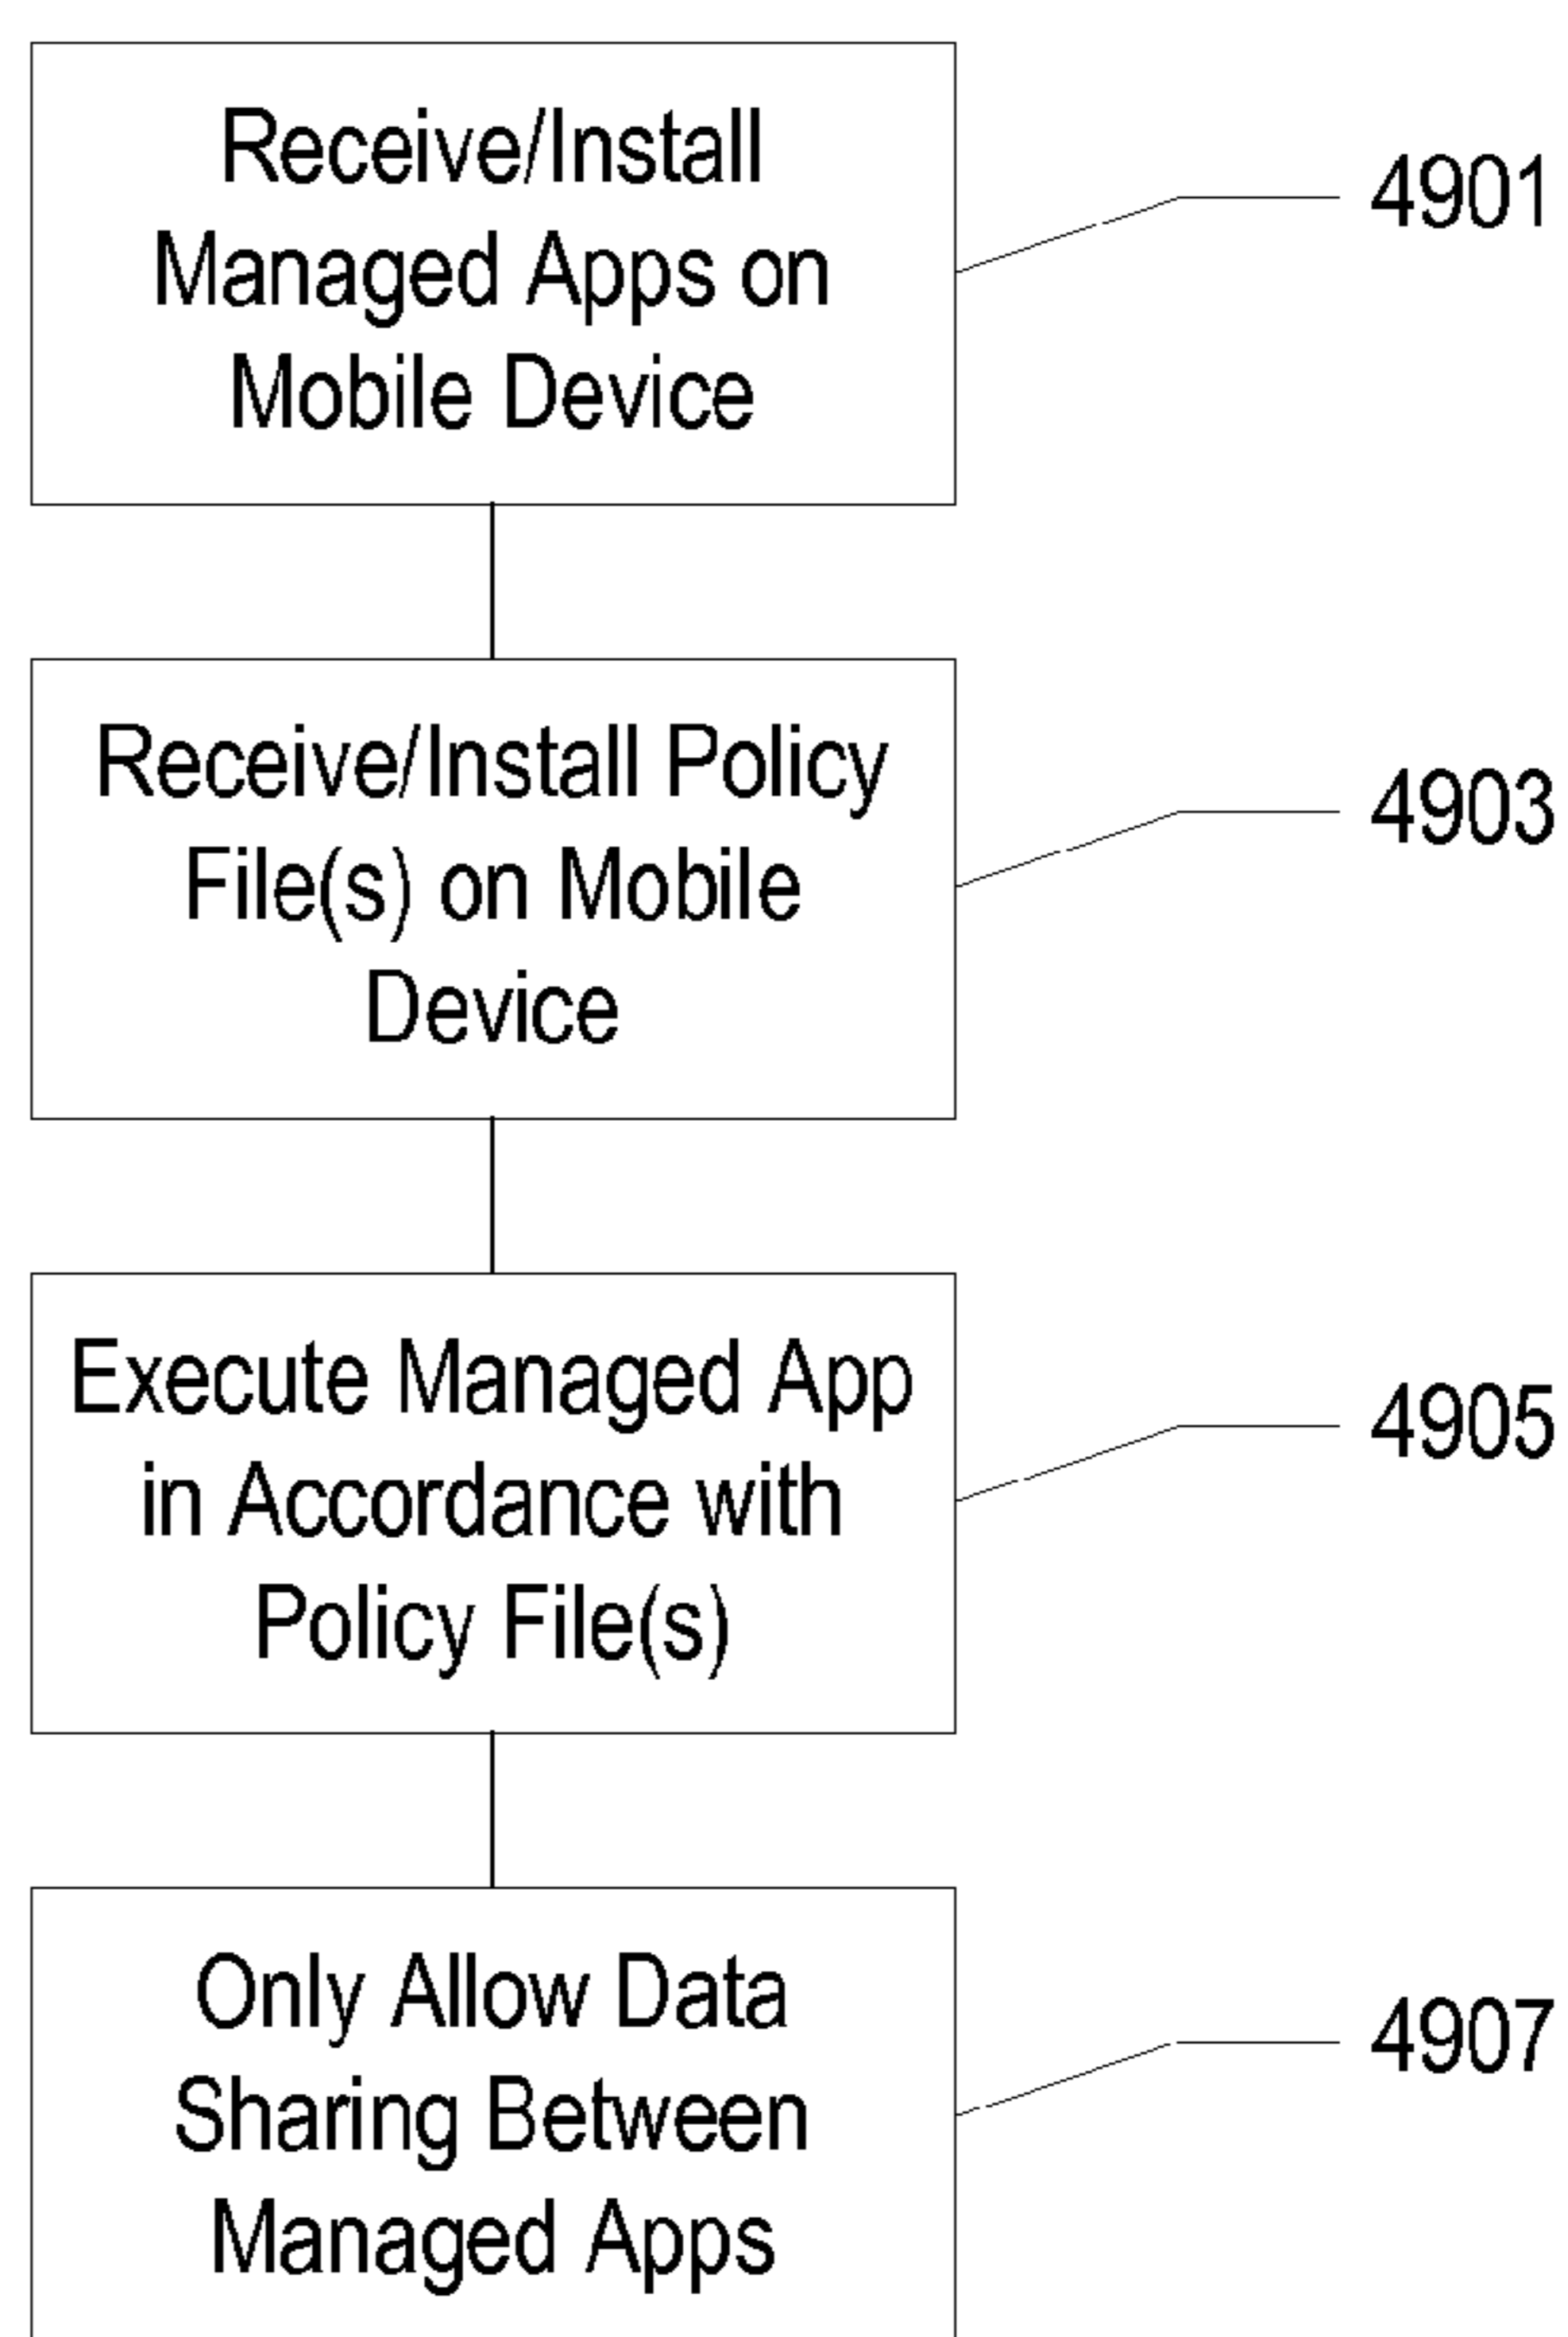 Receive/Install
Managed Apps on
Mobile Device
4901
Receive/Install Policy
File(s) on Mobile
Device
4903
Execute Managed App
in Accordance with
Policy File(s)
4905
Only Allow Data
Sharing Between
Managed Apps
4907